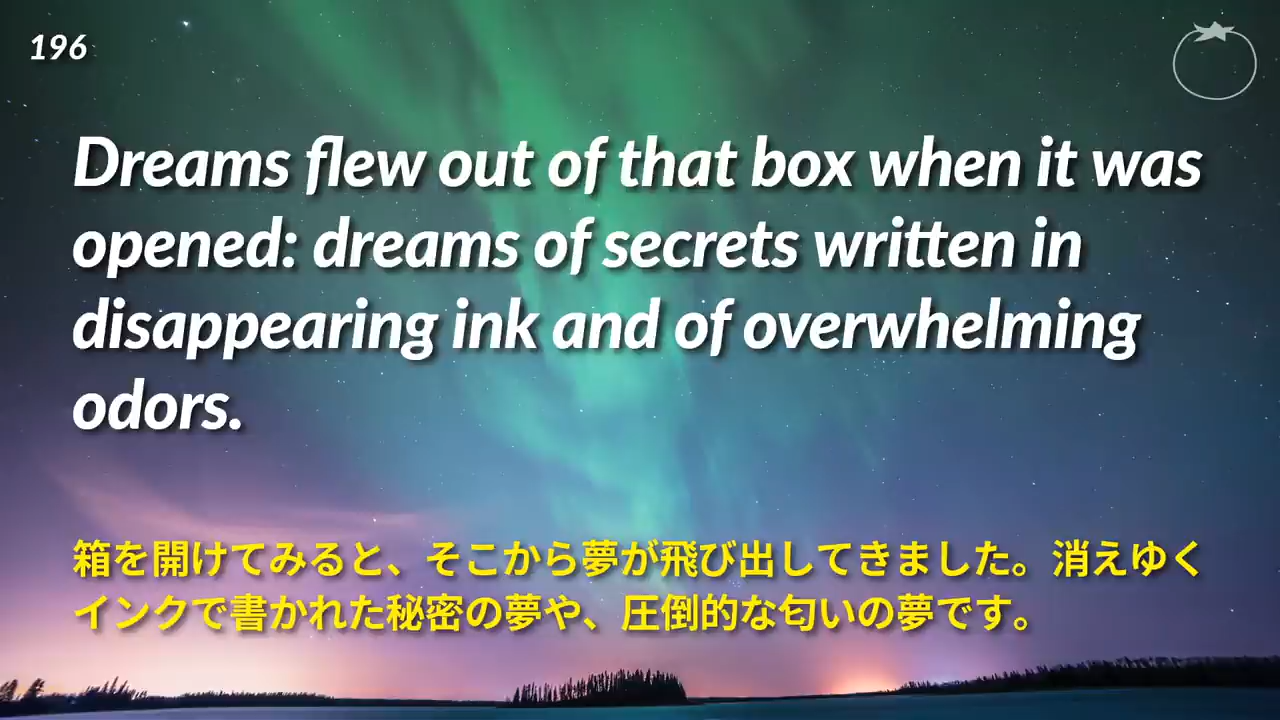 196
Dreams flew out of that box when it was
opened: dreams of secrets written in
disappearing ink and of overwhelming
odors.
箱を開けてみると、そこから夢が飛び出してきました。消えゆく
インクで書かれた秘密の夢や、圧倒的な匂いの夢です。